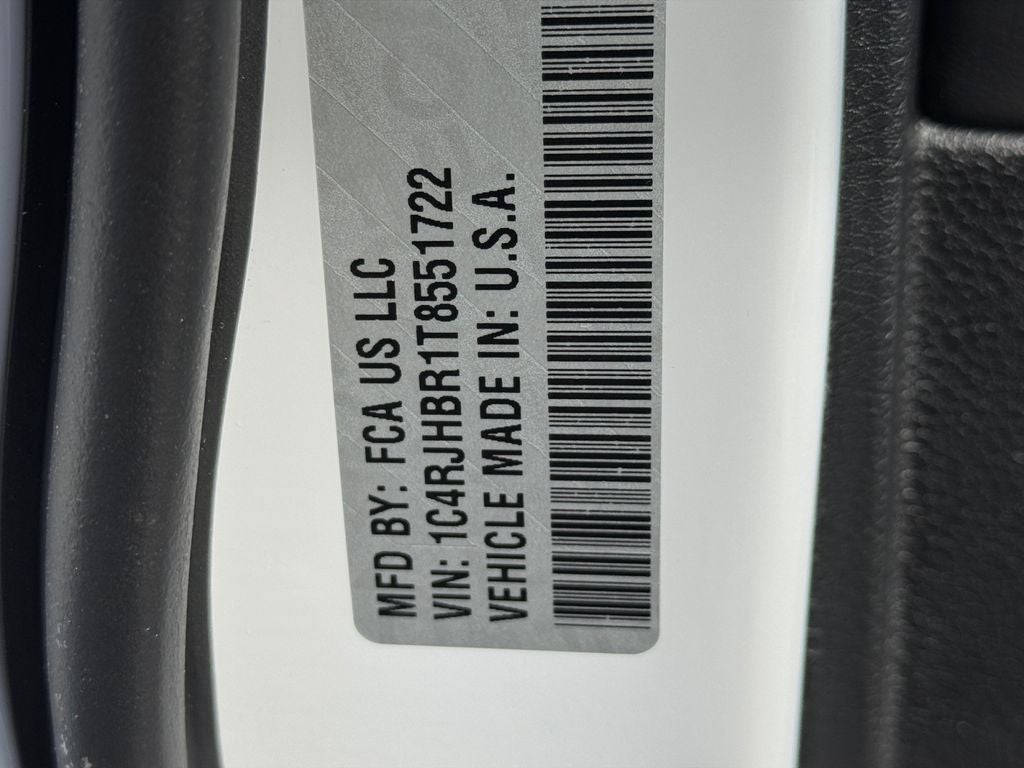 MFD BY: FCA US LLC
VIN: 1C4RJHBR1T8551722
VEHICLE MADE IN: U.S.A.